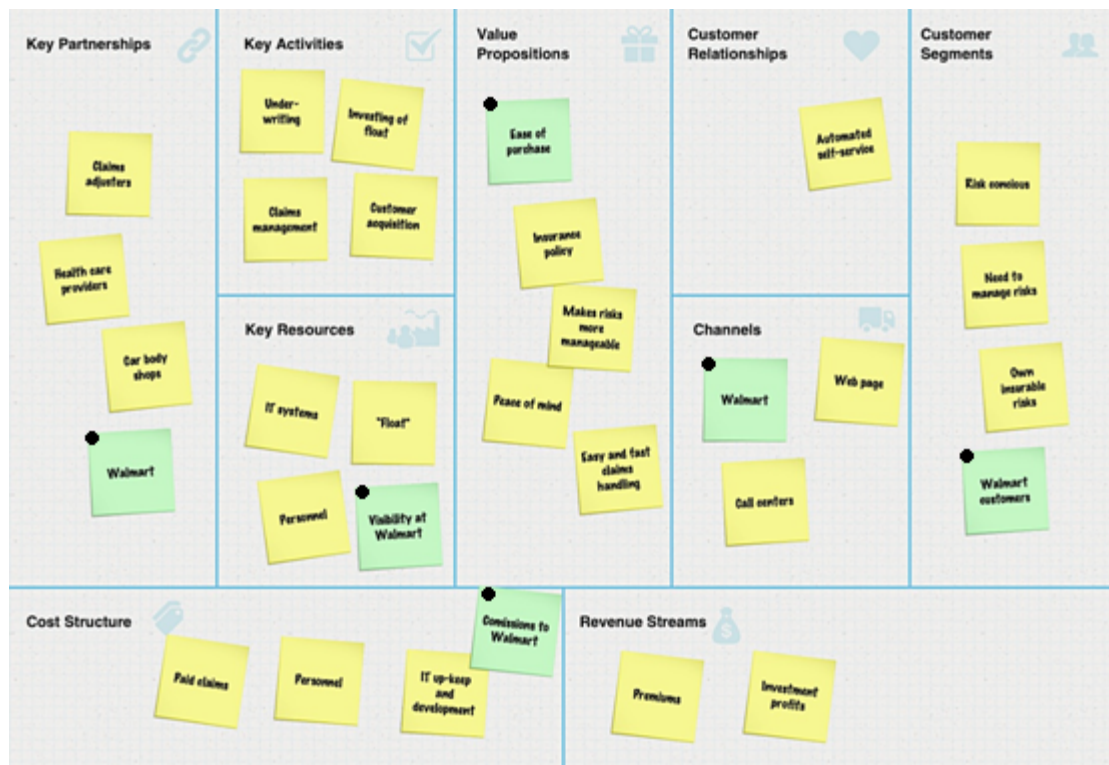 Key Partnerships
Claims
adjusters
Health care
providers
Car body
shops
Walmart
Key Activities
Under-
writing
Investing of
float
Claims
management
Customer
acquisition
Key Resources
IT systems
"Float"
Personnel
Visibility at
Walmart
Value
Propositions
Ease of
purchase
Insurance
policy
Makes risks
more
manageable
Peace of mind
Easy and fast
claims
handling
Customer
Relationships
Automated
self-service
Channels
Walmart
Web page
Call centers
Customer
Segments
Risk concious
Need to
manage risks
Own
insurable
risks
Walmart
customers
Cost Structure
Paid claims
Personnel
IT up-keep
and
development
Comissions to
Walmart
Revenue Streams
$
Premiums
Investment
profits